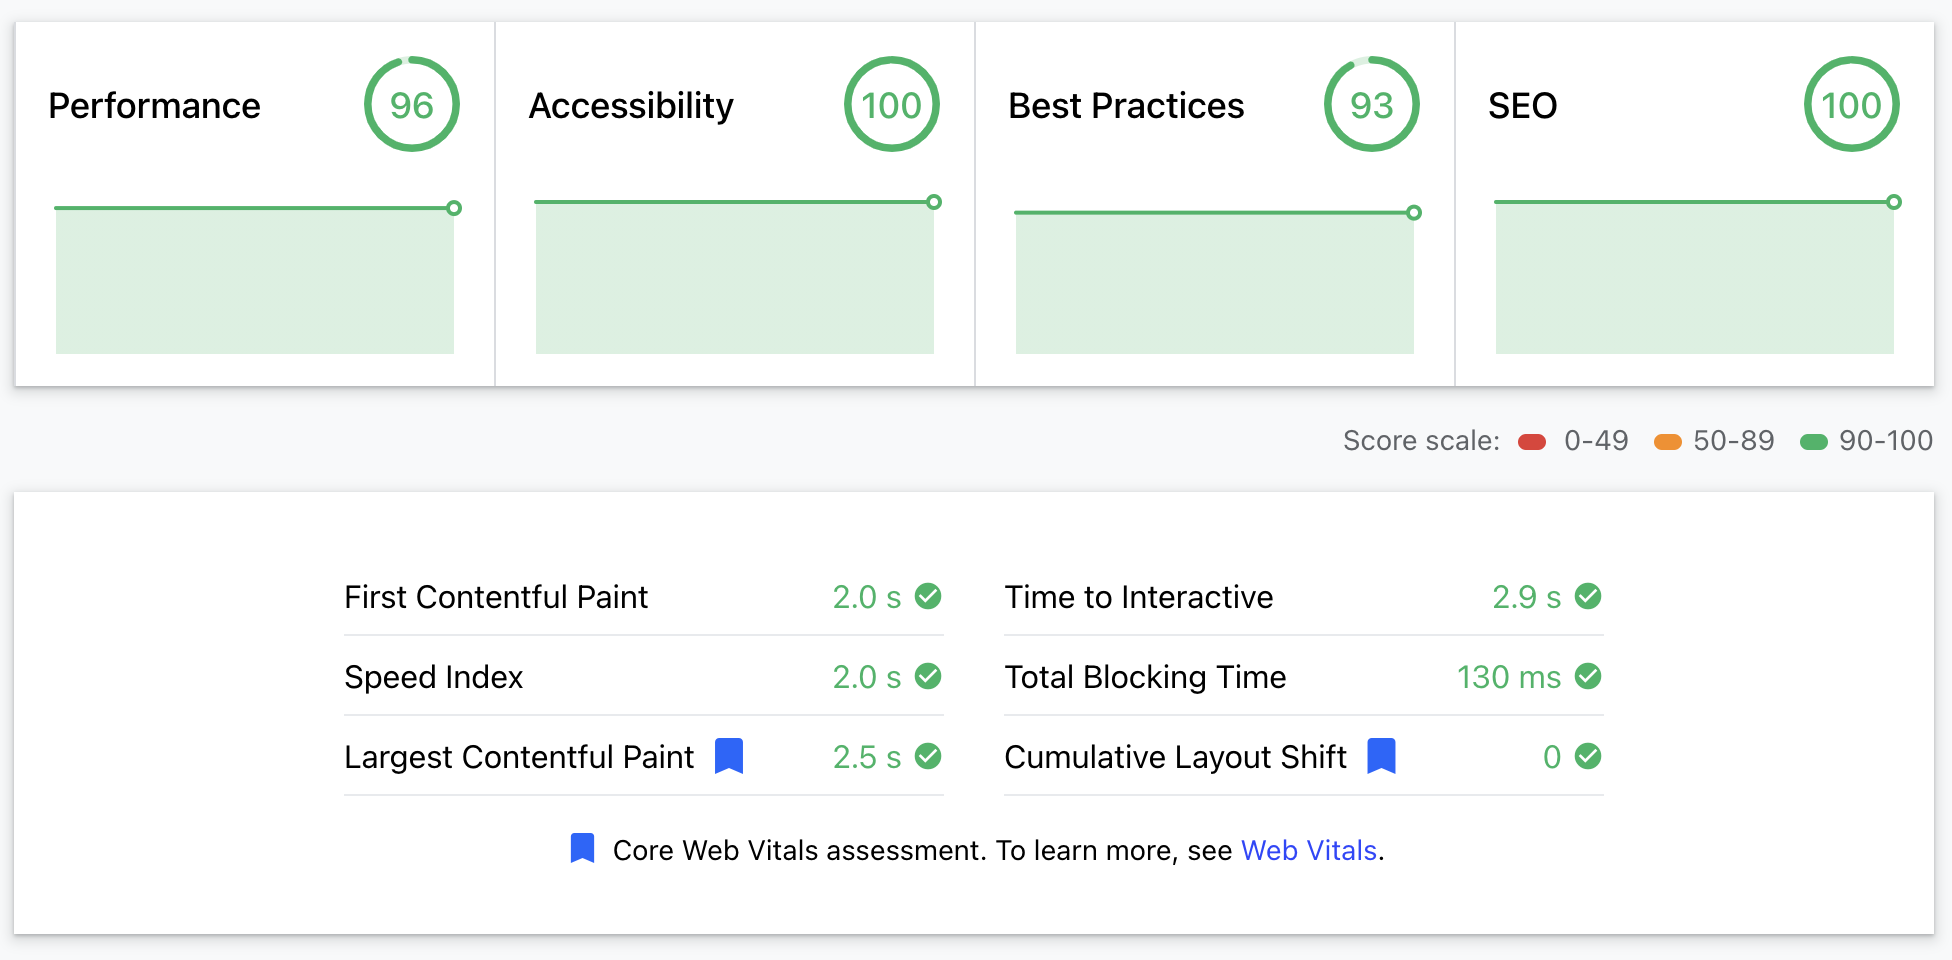 Performance 96
Accessibility 100
Best Practices 93
SEO 100
Score scale: 0-49 50-89 90-100
First Contentful Paint 2.0 s
Time to Interactive 2.9 s
Speed Index 2.0 s
Total Blocking Time 130 ms
Largest Contentful Paint 2.5 s
Cumulative Layout Shift 0
Core Web Vitals assessment. To learn more, see Web Vitals.